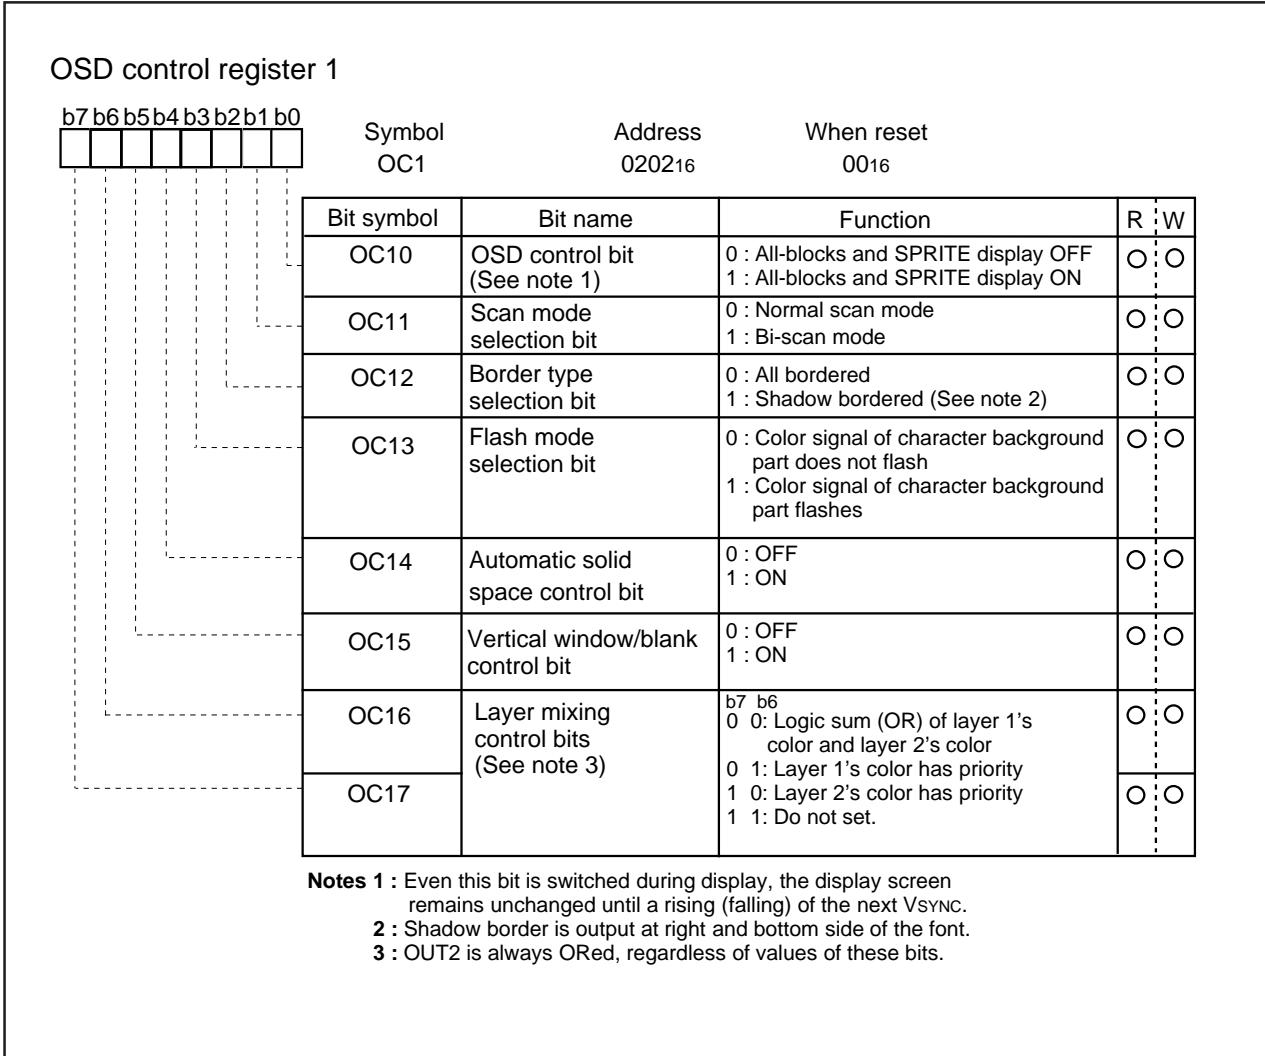 OSD control register 1
b7 b6 b5 b4 b3 b2 b1 b0
Symbol Address When reset
OC1 020216 0016
Bit symbol Bit name Function R W
OC10 OSD control bit (See note 1) 0 : All-blocks and SPRITE display OFF
1 : All-blocks and SPRITE display ON
OC11 Scan mode selection bit 0 : Normal scan mode
1 : Bi-scan mode
OC12 Border type selection bit 0 : All bordered
1 : Shadow bordered (See note 2)
OC13 Flash mode selection bit 0 : Color signal of character background
part does not flash
1 : Color signal of character background
part flashes
OC14 Automatic solid space control bit 0 : OFF
1 : ON
OC15 Vertical window/blank control bit 0 : OFF
1 : ON
OC16 Layer mixing control bits (See note 3) b7 b6
0 0: Logic sum (OR) of layer 1’s
color and layer 2’s color
0 1: Layer 1’s color has priority
OC17 1 0: Layer 2’s color has priority
1 1: Do not set.
Notes 1 : Even this bit is switched during display, the display screen
remains unchanged until a rising (falling) of the next VSYNC.
2 : Shadow border is output at right and bottom side of the font.
3 : OUT2 is always ORed, regardless of values of these bits.